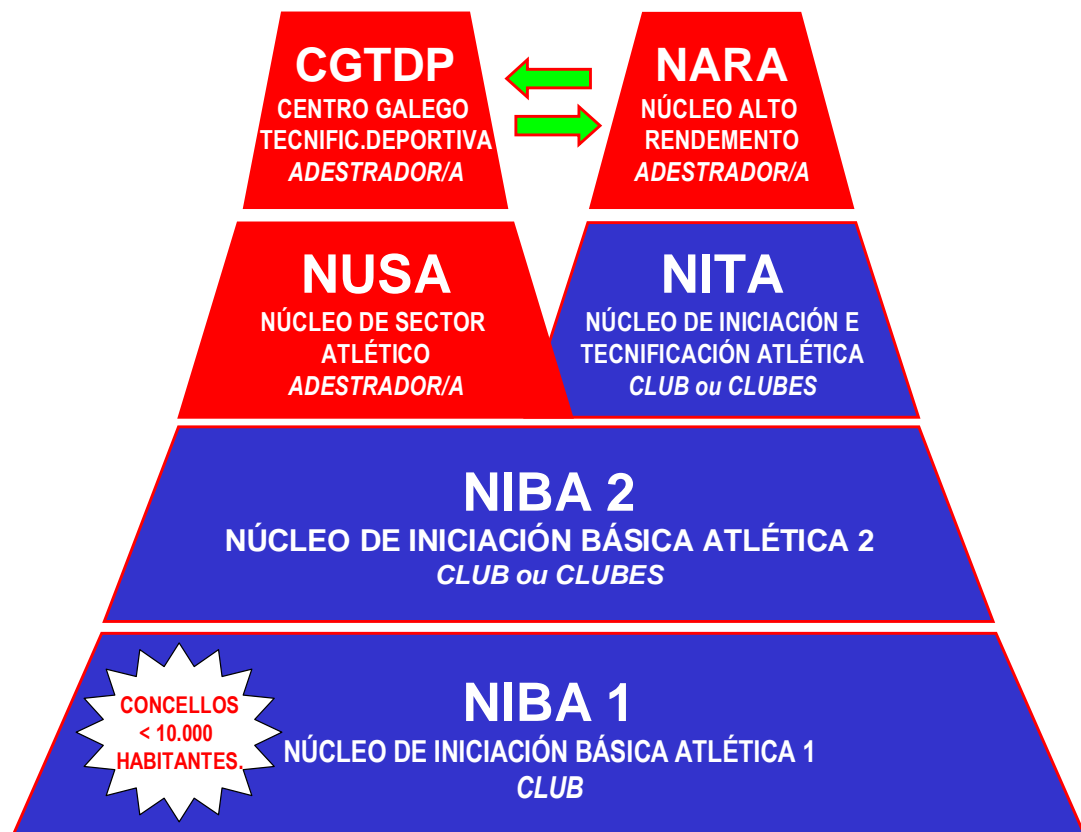 CGTDP
CENTRO GALEGO
TECNIFIC.DEPORTIVA
ADESTRADOR/A
NARA
NÚCLEO ALTO
RENDEMENTO
ADESTRADOR/A
NUSA
NÚCLEO DE SECTOR
ATLÉTICO
ADESTRADOR/A
NITA
NÚCLEO DE INICIACIÓN E
TECNIFICACIÓN ATLÉTICA
CLUB ou CLUBES
NIBA 2
NÚCLEO DE INICIACIÓN BÁSICA ATLÉTICA 2
CLUB ou CLUBES
CONCELLOS
< 10.000
HABITANTES.
NIBA 1
NÚCLEO DE INICIACIÓN BÁSICA ATLÉTICA 1
CLUB